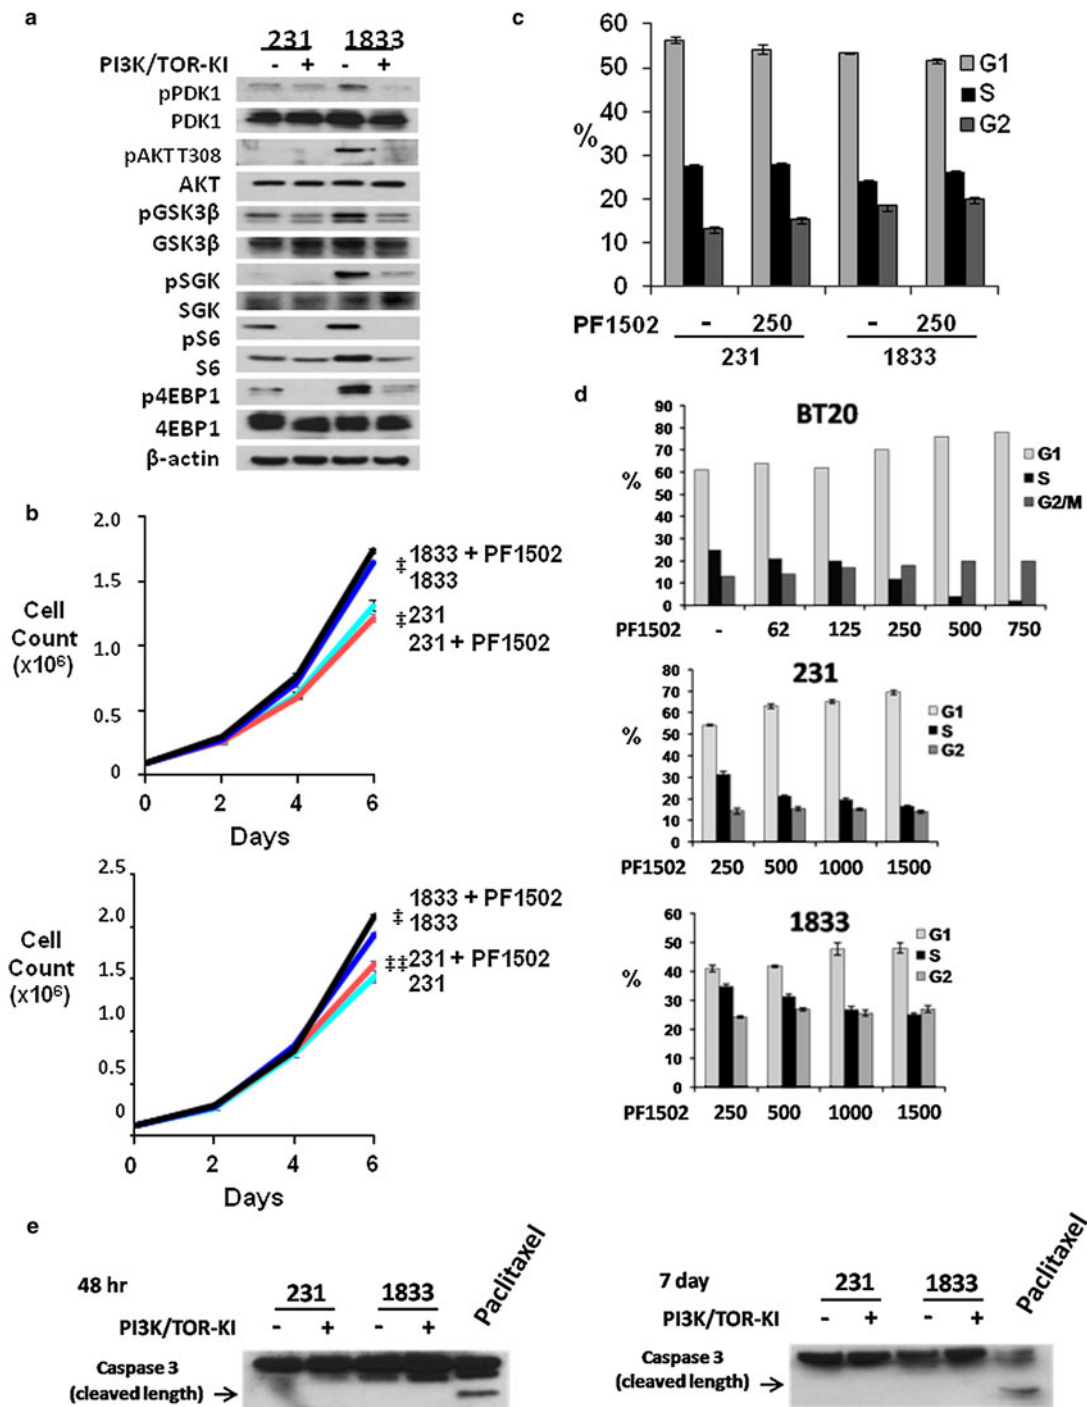 a
231 1833
PI3K/TOR-KI - + - +
pPDK1
PDK1
pAKTT308
AKT
pGSK3β
GSK3β
pSGK
SGK
pS6
S6
p4EBP1
4EBP1
β-actin
b
2.0
1.5
1.0
0.5
0
Cell
Count
(x10⁶)
‡ 1833 + PF1502
1833
‡ 231
231 + PF1502
0 2 4 6
Days
2.5
2.0
1.5
1.0
0.5
0
Cell
Count
(x10⁶)
‡ 1833 + PF1502
1833
‡‡ 231 + PF1502
231
0 2 4 6
Days
c
60
50
40
30
20
10
0
%
G1
S
G2
PF1502 - 250 - 250
231 1833
d
BT20
90
80
70
60
50
40
30
20
10
0
%
G1
S
G2/M
PF1502 - 62 125 250 500 750
231
80
70
60
50
40
30
20
10
0
%
G1
S
G2
PF1502 250 500 1000 1500
1833
60
50
40
30
20
10
0
%
G1
S
G2
PF1502 250 500 1000 1500
e
48 hr
231 1833 Paclitaxel
PI3K/TOR-KI - + - +
Caspase 3
(cleaved length) →
7 day
231 1833 Paclitaxel
PI3K/TOR-KI - + - +
Caspase 3
(cleaved length) →